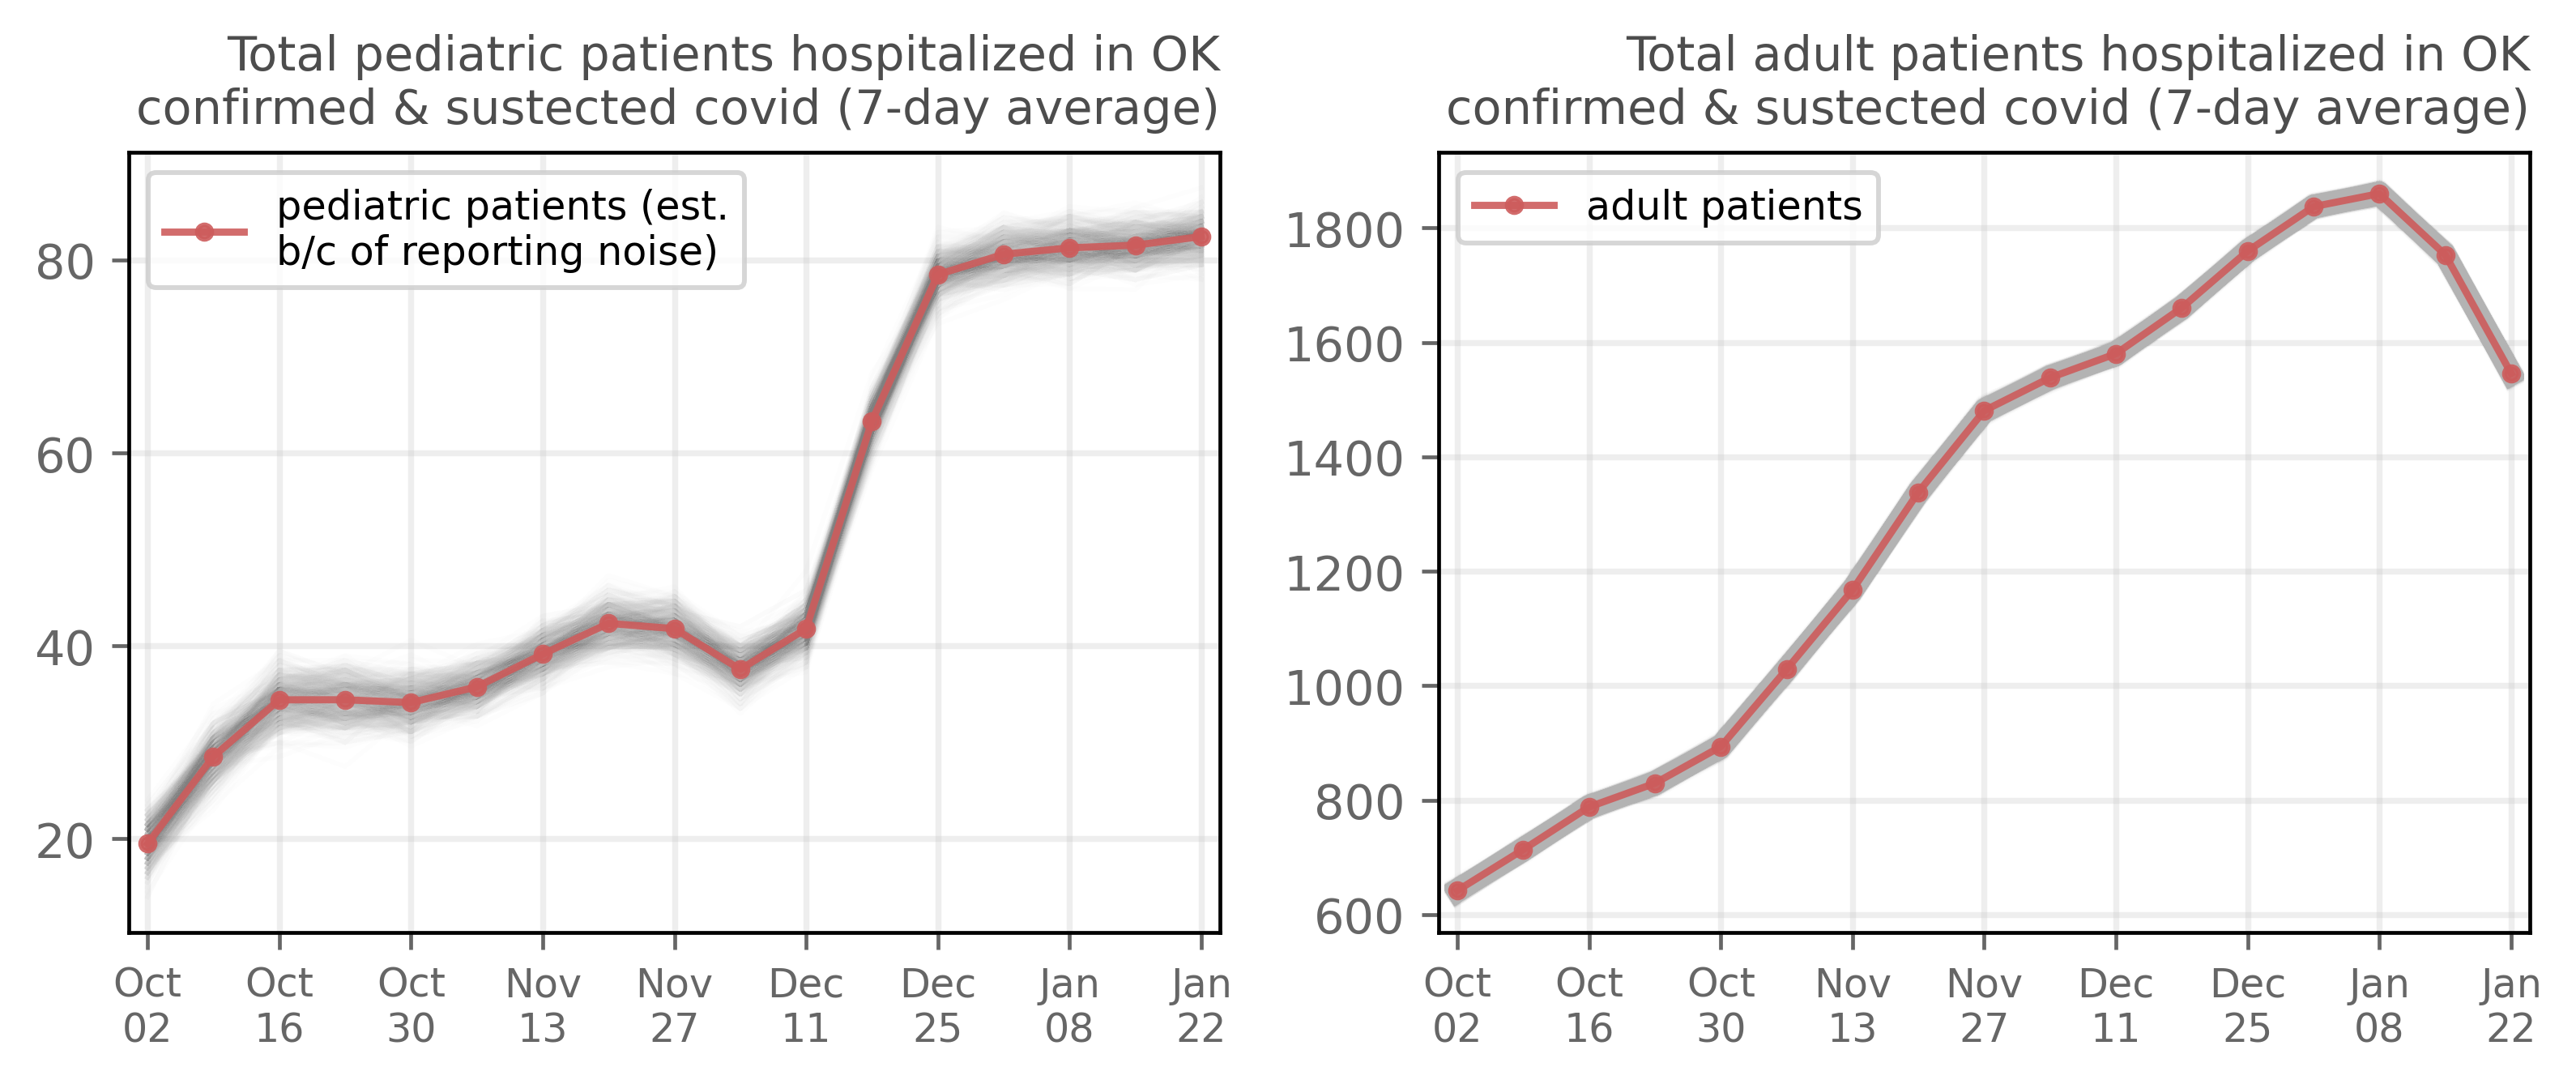 Total pediatric patients hospitalized in OK
confirmed & sustected covid (7-day average)
pediatric patients (est.
b/c of reporting noise)
80
60
40
20
Oct Oct Oct Nov Nov Dec Dec Jan Jan
02 16 30 13 27 11 25 08 22
Total adult patients hospitalized in OK
confirmed & sustected covid (7-day average)
adult patients
1800
1600
1400
1200
1000
800
600
Oct Oct Oct Nov Nov Dec Dec Jan Jan
02 16 30 13 27 11 25 08 22